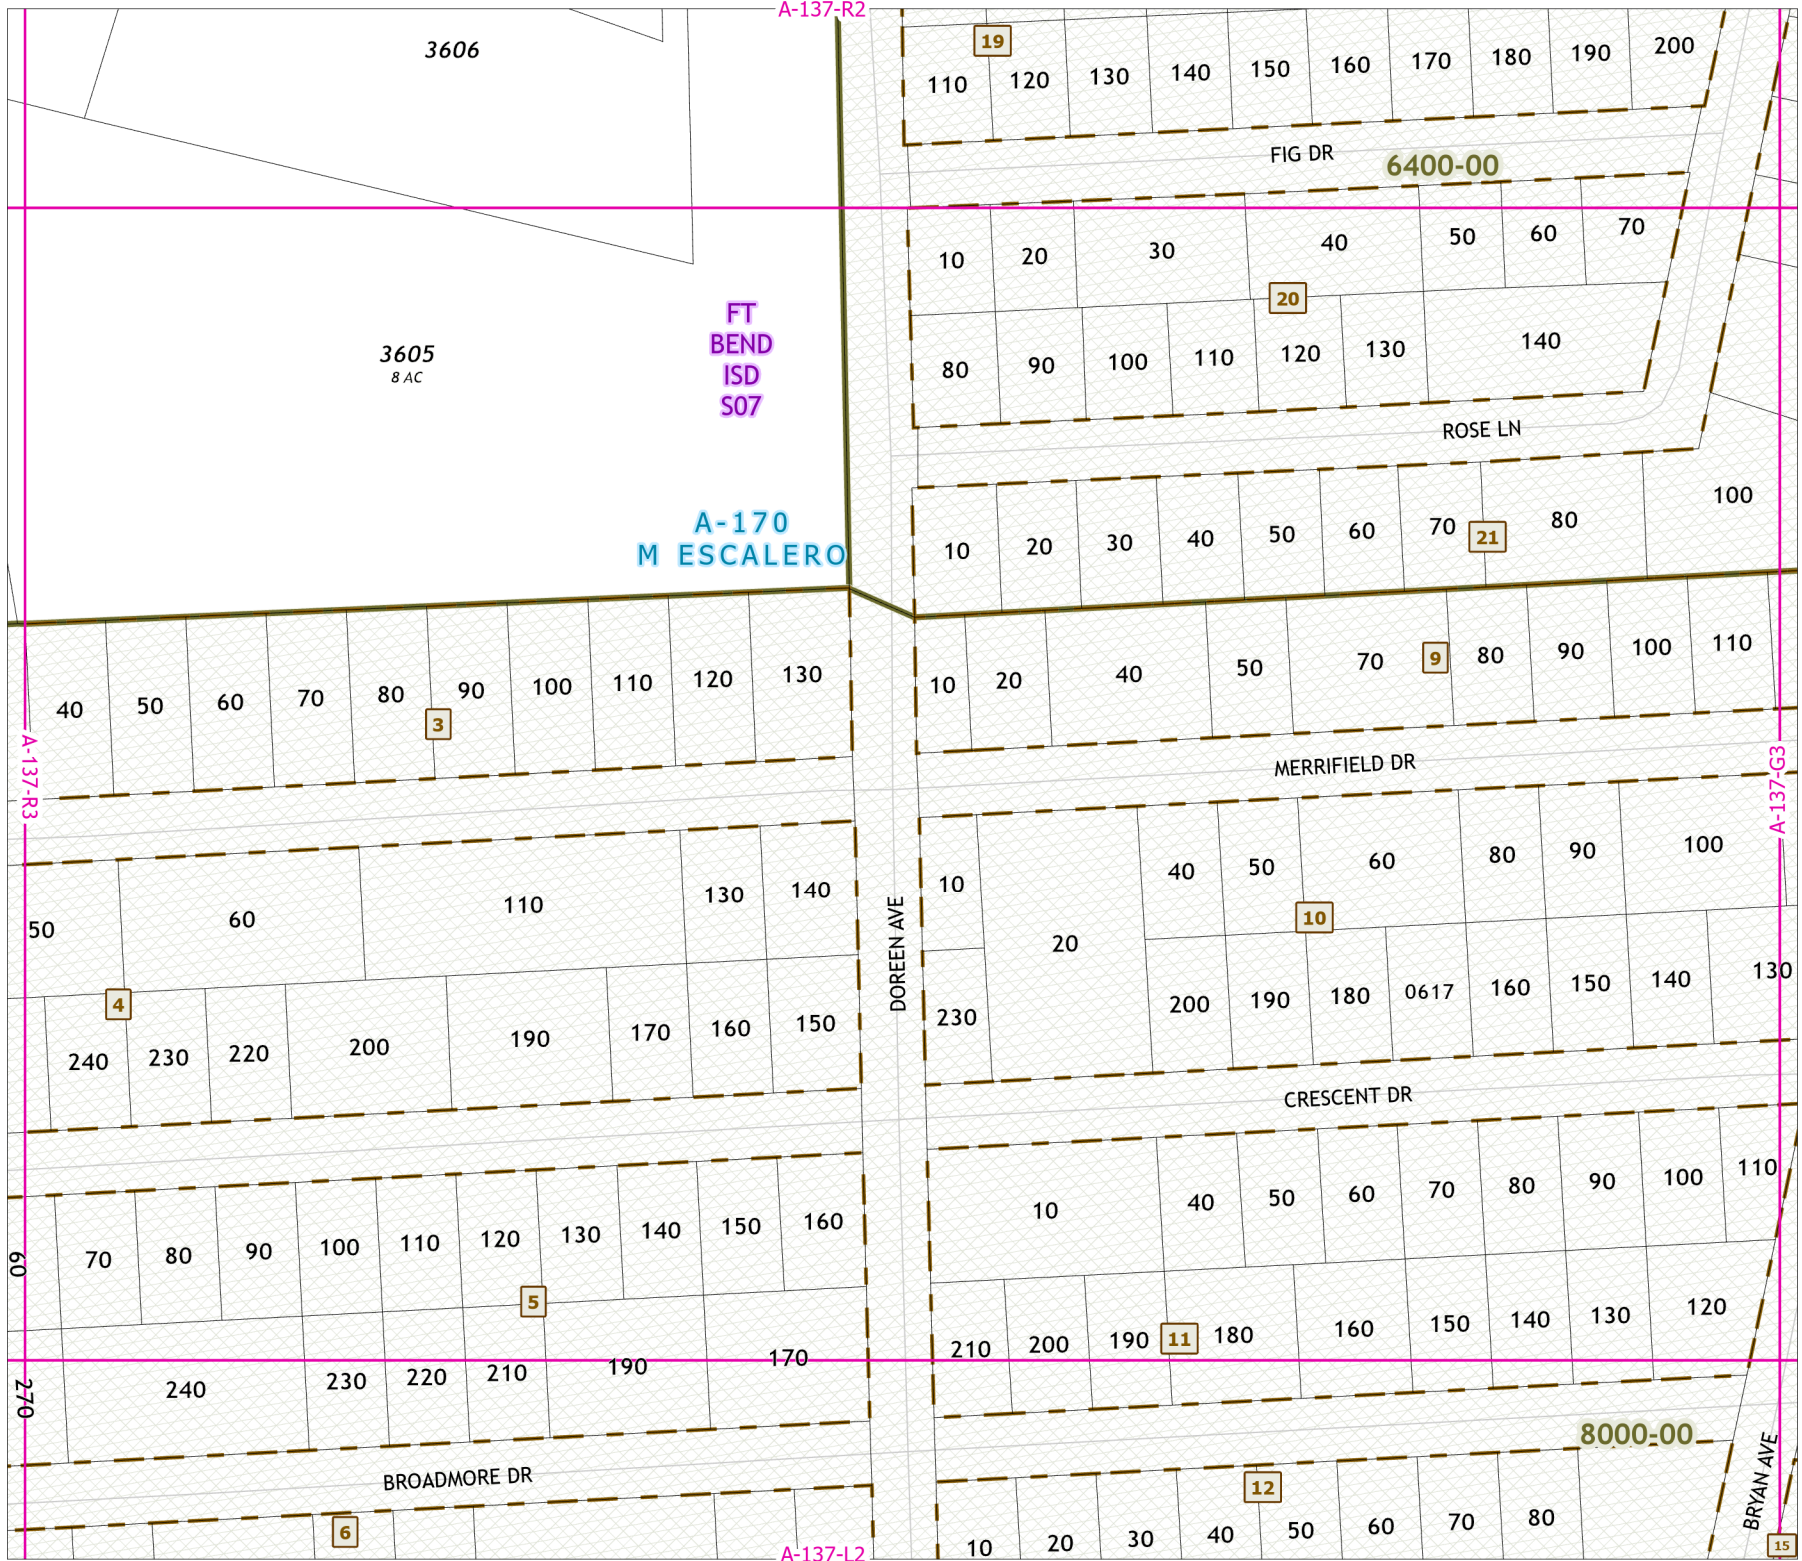 A-137-R2
3606
19
110 120 130 140 150 160 170 180 190 200
FIG DR
6400-00
10 20 30 40 50 60 70
20
80 90 100 110 120 130 140
3605
8 AC
FT
BEND
ISD
S07
ROSE LN
A-170
M ESCALERO
10 20 30 40 50 60 70 21 80 100
40 50 60 70 80 90 100 110 120 130
3
10 20 40 50 70 9 80 90 100 110
A-137-R3
MERRIFIELD DR
A-137-G3
50 60 110 130 140
4
240 230 220 200 190 170 160 150
DOREEN AVE
10 20 40 50 60 80 90 100
10
230 200 190 180 0617 160 150 140 130
CRESCENT DR
60 70 80 90 100 110 120 130 140 150 160
5
270 240 230 220 210 190 170
10 40 50 60 70 80 90 100 110
210 200 190 11 180 160 150 140 130 120
8000-00
BROADMORE DR
BRYAN AVE
6
12
10 20 30 40 50 60 70 80
15
A-137-L2